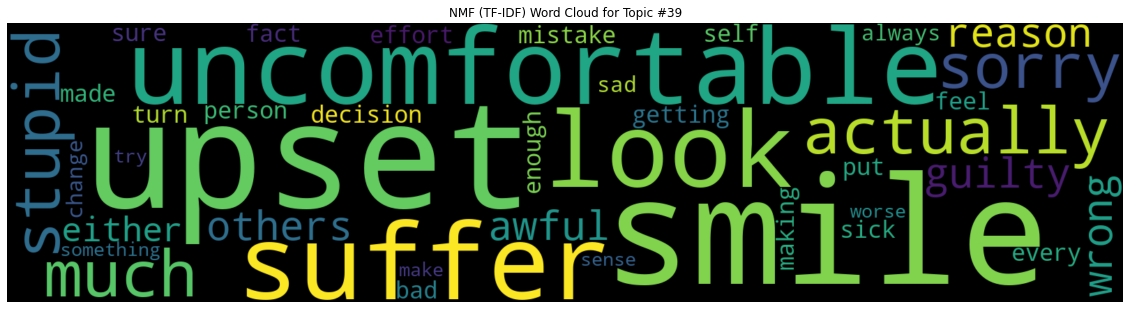 NMF (TF-IDF) Word Cloud for Topic #39
sure fact effort mistake self always reason
stupid uncomfortable sorry
made sad feel
turn person decision getting
upset look actually
change try enough put guilty
either others awful making worse wrong
something sick
suffer smile every
much make sense
bad